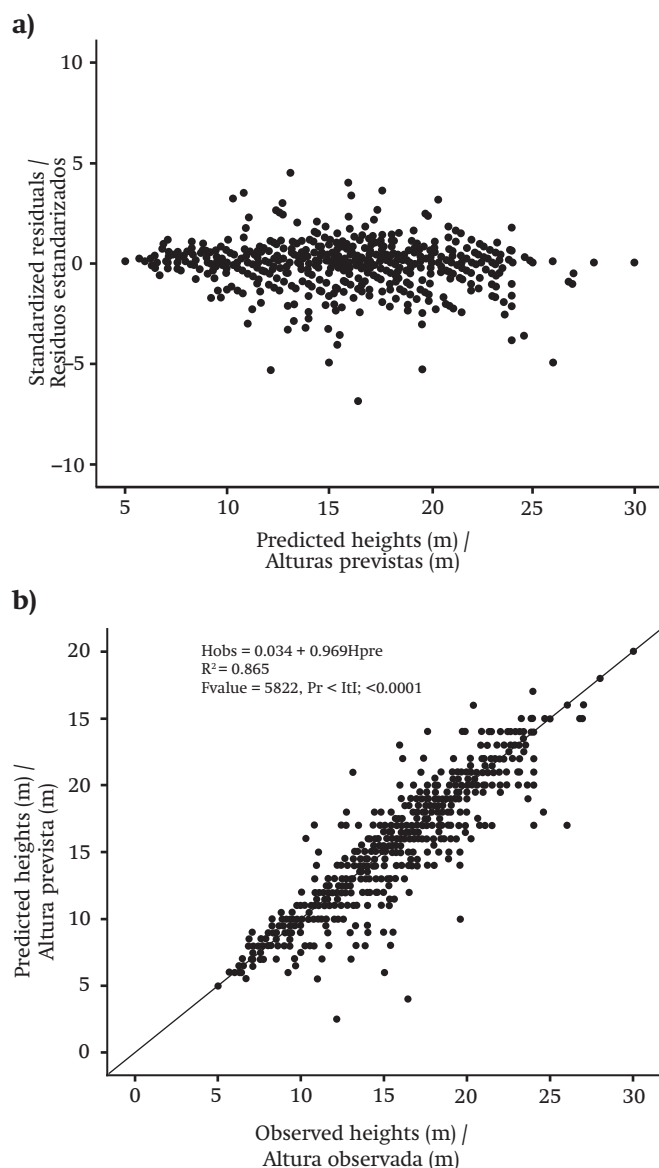 a)
10
5
0
−5
−10
Standardized residuals /
Residuos estandarizados
5
10
15
20
25
30
Predicted heights (m) /
Alturas previstas (m)
b)
Hobs = 0.034 + 0.969Hpre
R² = 0.865
Fvalue = 5822, Pr < ItI; <0.0001
20
15
20
15
10
5
0
Predicted heights (m) /
Altura prevista (m)
0
5
10
15
20
25
30
Observed heights (m) /
Altura observada (m)